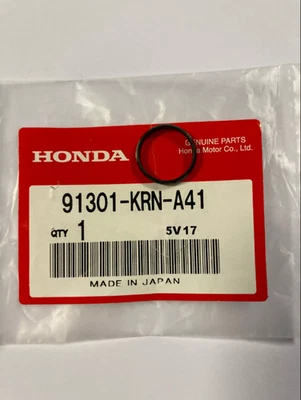 GENUINE PARTS
HONDA Honda Motor Co., Ltd.
91301-KRN-A41
QTY 1 5V17
MADE IN JAPAN